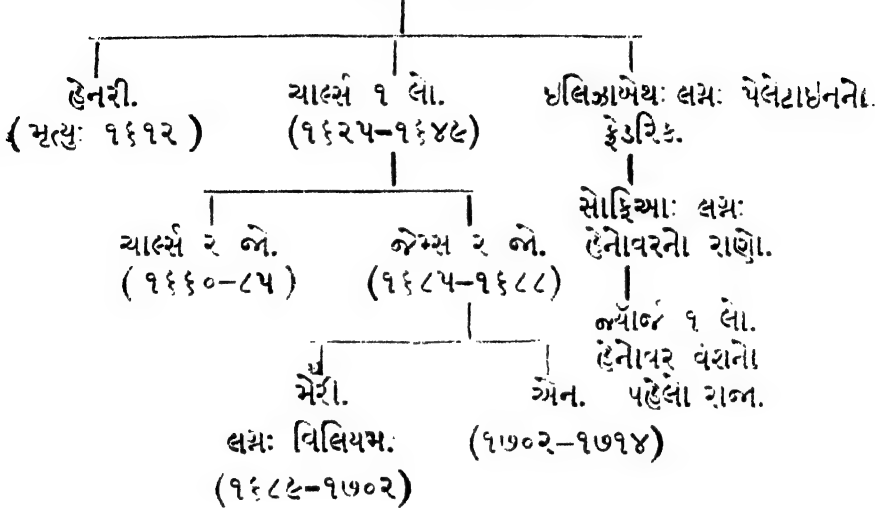 હેનરી. ચાર્લ્સ ૧ લો. ઇલિઝાબેથઃ લગ્નઃ પેલેટાઇનનો
(મૃત્યુઃ ૧૬૧૨) (૧૬૨૫-૧૬૪૯) ફ્રેડરિક.
સોફિઆઃ લગ્નઃ
ચાર્લ્સ ૨ જો. જેમ્સ ૨ જો. હેનોવરનો રાણો.
(૧૬૬૦-૮૫) (૧૬૮૫-૧૬૮૮)
જ્યૉર્જ ૧ લો.
હેનોવર વંશનો
મેરી. ઍન. પહેલો રાજા.
લગ્નઃ વિલિયમ. (૧૭૦૨-૧૭૧૪)
(૧૬૮૯-૧૭૦૨)